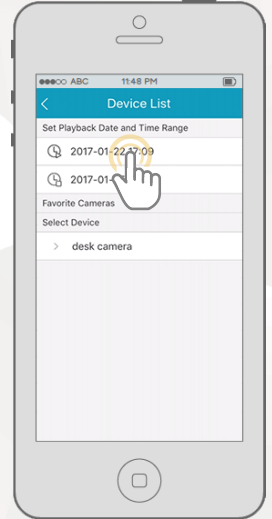 ABC 11:48 PM
Device List
Set Playback Date and Time Range
2017-01-22 17:09
2017-01-
Favorite Cameras
Select Device
desk camera